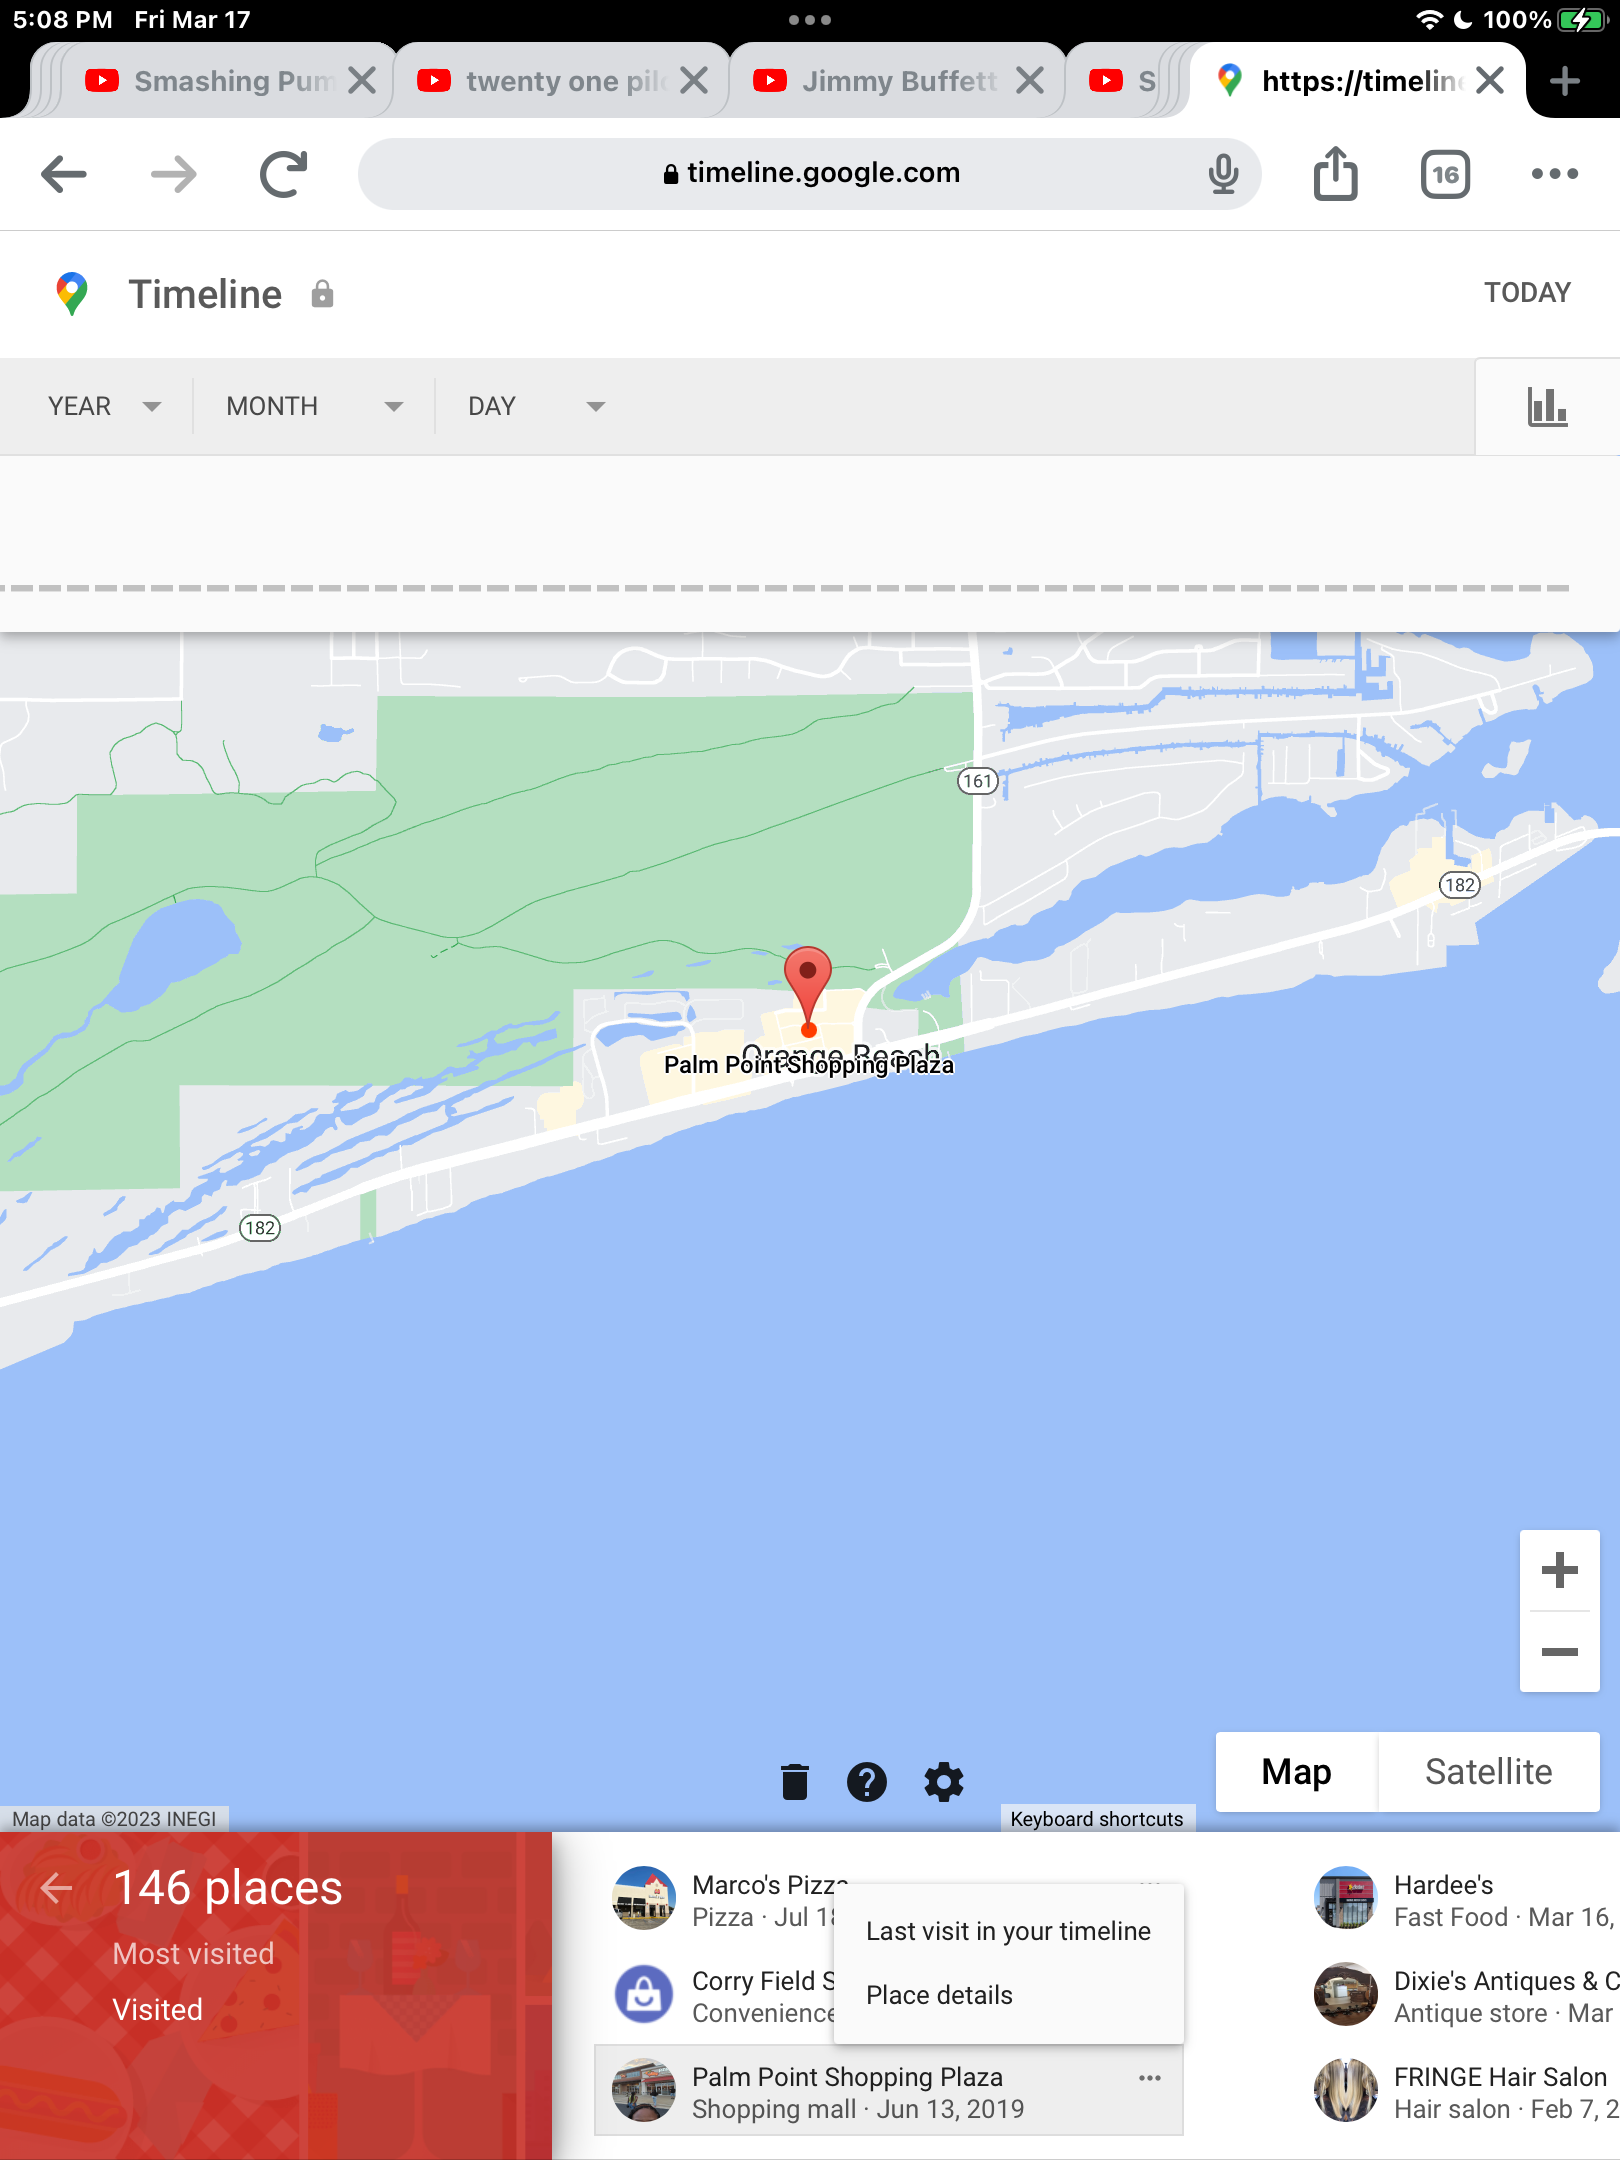 5:08 PM Fri Mar 17
100%
Smashing Pum
twenty one pil
Jimmy Buffett
S
https://timeline
timeline.google.com
16
Timeline
TODAY
YEAR
MONTH
DAY
161
182
Orange Beach
Palm Point Shopping Plaza
182
Map
Satellite
Map data ©2023 INEGI
Keyboard shortcuts
146 places
Most visited
Visited
Marco's Pizza
Pizza · Jul 18
Last visit in your timeline
Place details
Corry Field S
Convenience
Palm Point Shopping Plaza
Shopping mall · Jun 13, 2019
Hardee's
Fast Food · Mar 16,
Dixie's Antiques & C
Antique store · Mar
FRINGE Hair Salon
Hair salon · Feb 7, 2